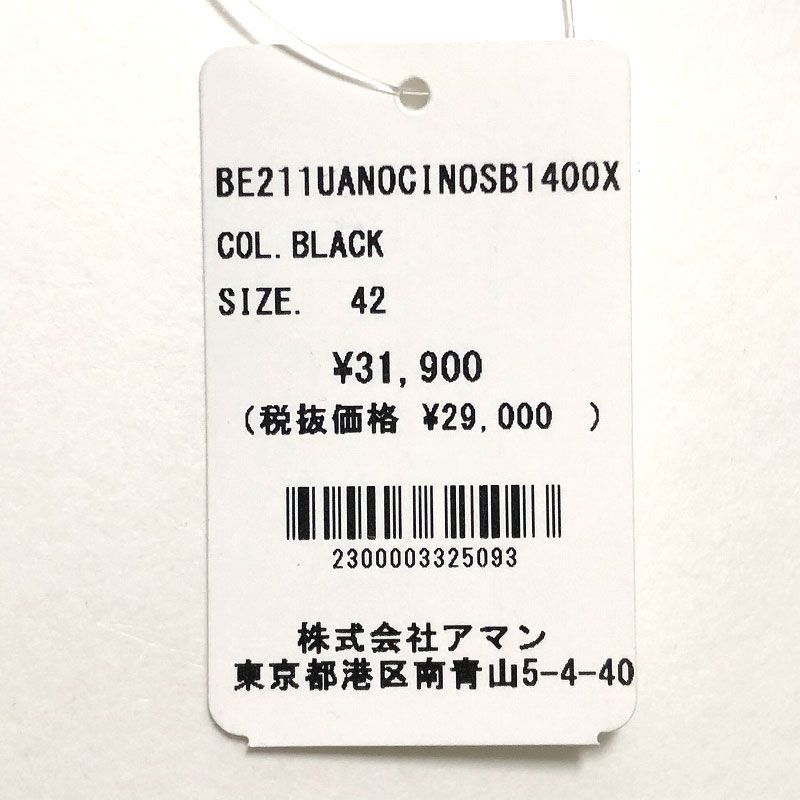 BE211UANOCINOSB1400X
COL.BLACK
SIZE. 42
¥31,900
(税抜価格 ¥29,000 )
2300003325093
株式会社アマン
東京都港区南青山5-4-40